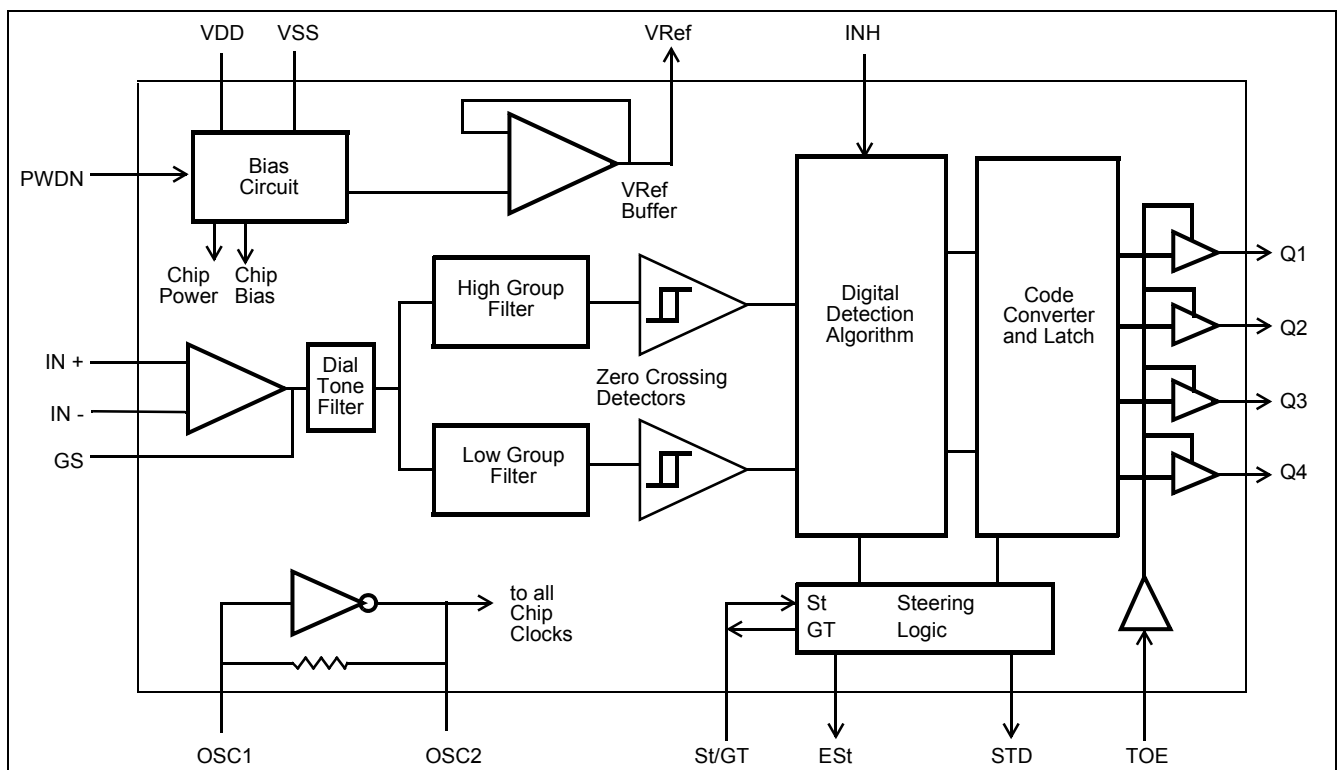 VDD
VSS
VRef
INH
PWDN
Bias
Circuit
VRef
Buffer
Chip
Power
Chip
Bias
High Group
Filter
Digital
Detection
Algorithm
Code
Converter
and Latch
Q1
Q2
Q3
Q4
IN +
IN -
GS
Dial
Tone
Filter
Zero Crossing
Detectors
Low Group
Filter
to all
Chip
Clocks
St
Steering
GT
Logic
OSC1
OSC2
St/GT
ESt
STD
TOE